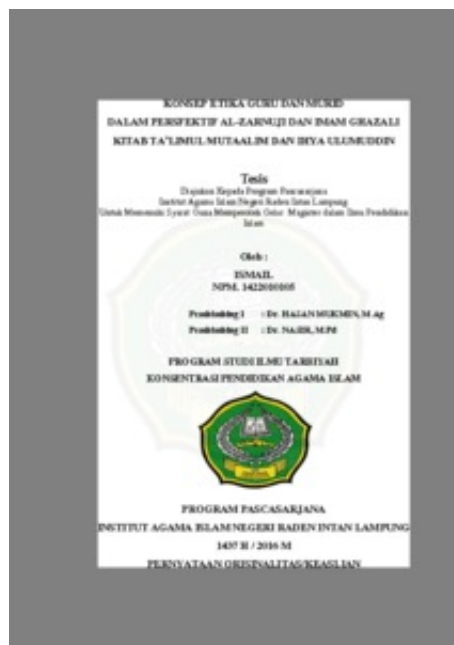 KONSEP ETIKA GURU DAN MURID
DALAM PERSFEKTIF AL-ZARNUJI DAN IMAM GHAZALI
KITAB TA'LIMUL MUTAALIM DAN IHYA ULUMUDDIN
Tesis
Diajukan Kepada Program Pascasarjana
Institut Agama Islam Negeri Raden Intan Lampung
Untuk Memenuhi Syarat Guna Memperoleh Gelar Magister dalam Ilmu Pendidikan
Islam
Oleh :
ISMAIL
NPM. 1422010105
Pembimbing I : Dr. HASAN MUKMIN, M.Ag
Pembimbing II : Dr. NASIR, M.Pd
PROGRAM STUDI ILMU TARBIYAH
KONSENTRASI PENDIDIKAN AGAMA ISLAM
PROGRAM PASCASARJANA
INSTITUT AGAMA ISLAM NEGERI RADEN INTAN LAMPUNG
1437 H / 2016 M
PERNYATAAN ORISINALITAS/KEASLIAN